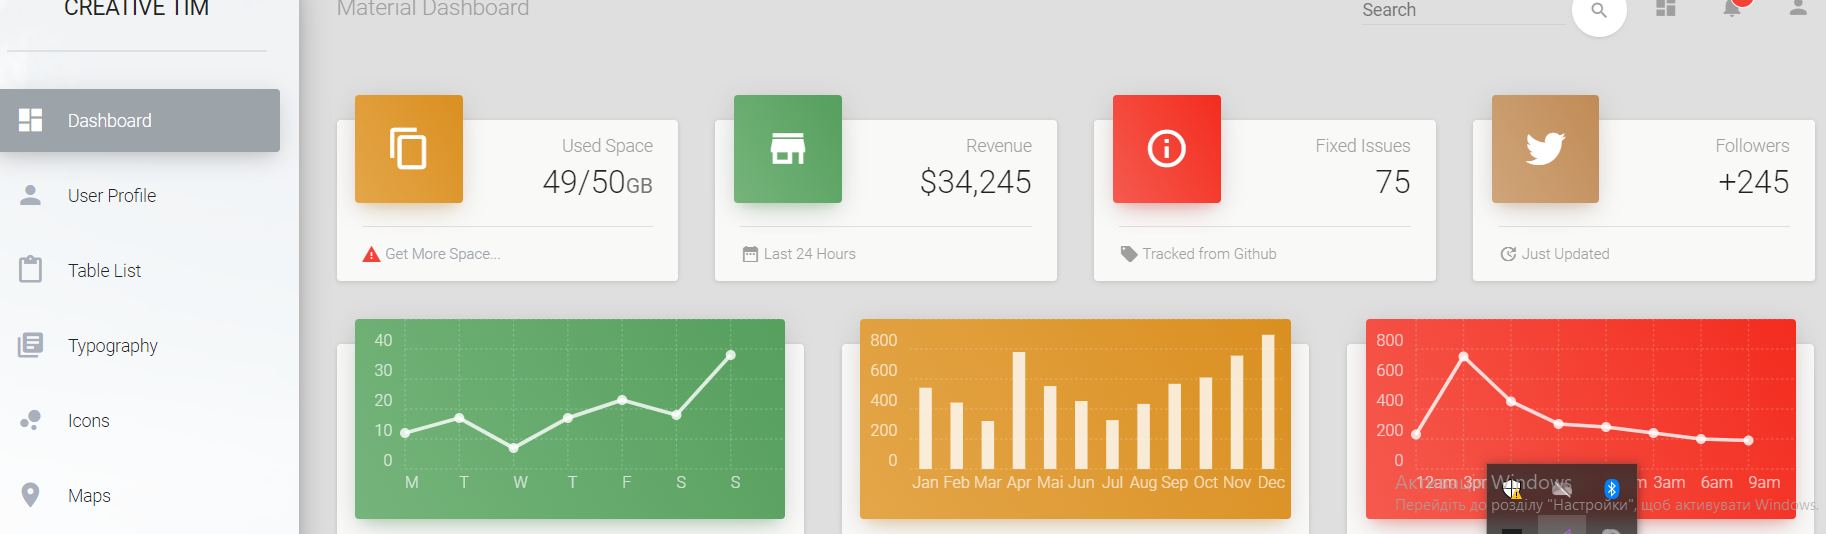 CREATIVE TIM
Material Dashboard
Search
Dashboard
User Profile
Table List
Typography
Icons
Maps
Used Space
49/50GB
Get More Space...
Revenue
$34,245
Last 24 Hours
Fixed Issues
75
Tracked from Github
Followers
+245
Just Updated
40
30
20
10
0
M T W T F S S
800
600
400
200
0
Jan Feb Mar Apr Mai Jun Jul Aug Sep Oct Nov Dec
800
600
400
200
0
12am 3am 6am 9am
Windows
Перейдіть до розділу "Настройки", щоб активувати Windows.